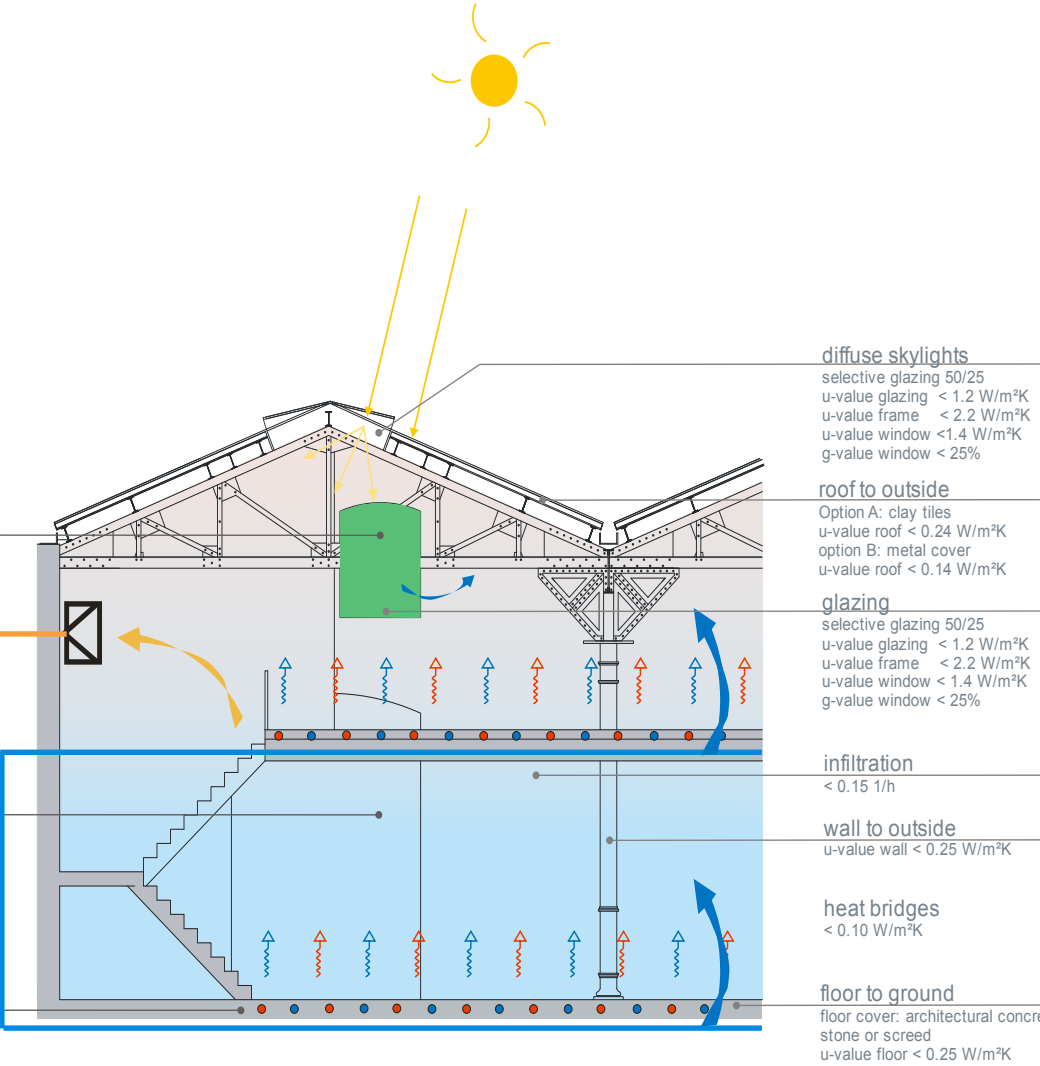 diffuse skylights
selective glazing 50/25
u-value glazing < 1.2 W/m²K
u-value frame < 2.2 W/m²K
u-value window <1.4 W/m²K
g-value window < 25%
roof to outside
Option A: clay tiles
u-value roof < 0.24 W/m²K
option B: metal cover
u-value roof < 0.14 W/m²K
glazing
selective glazing 50/25
u-value glazing < 1.2 W/m²K
u-value frame < 2.2 W/m²K
u-value window < 1.4 W/m²K
g-value window < 25%
infiltration
< 0.15 1/h
wall to outside
u-value wall < 0.25 W/m²K
heat bridges
< 0.10 W/m²K
floor to ground
floor cover: architectural concre
stone or screed
u-value floor < 0.25 W/m²K